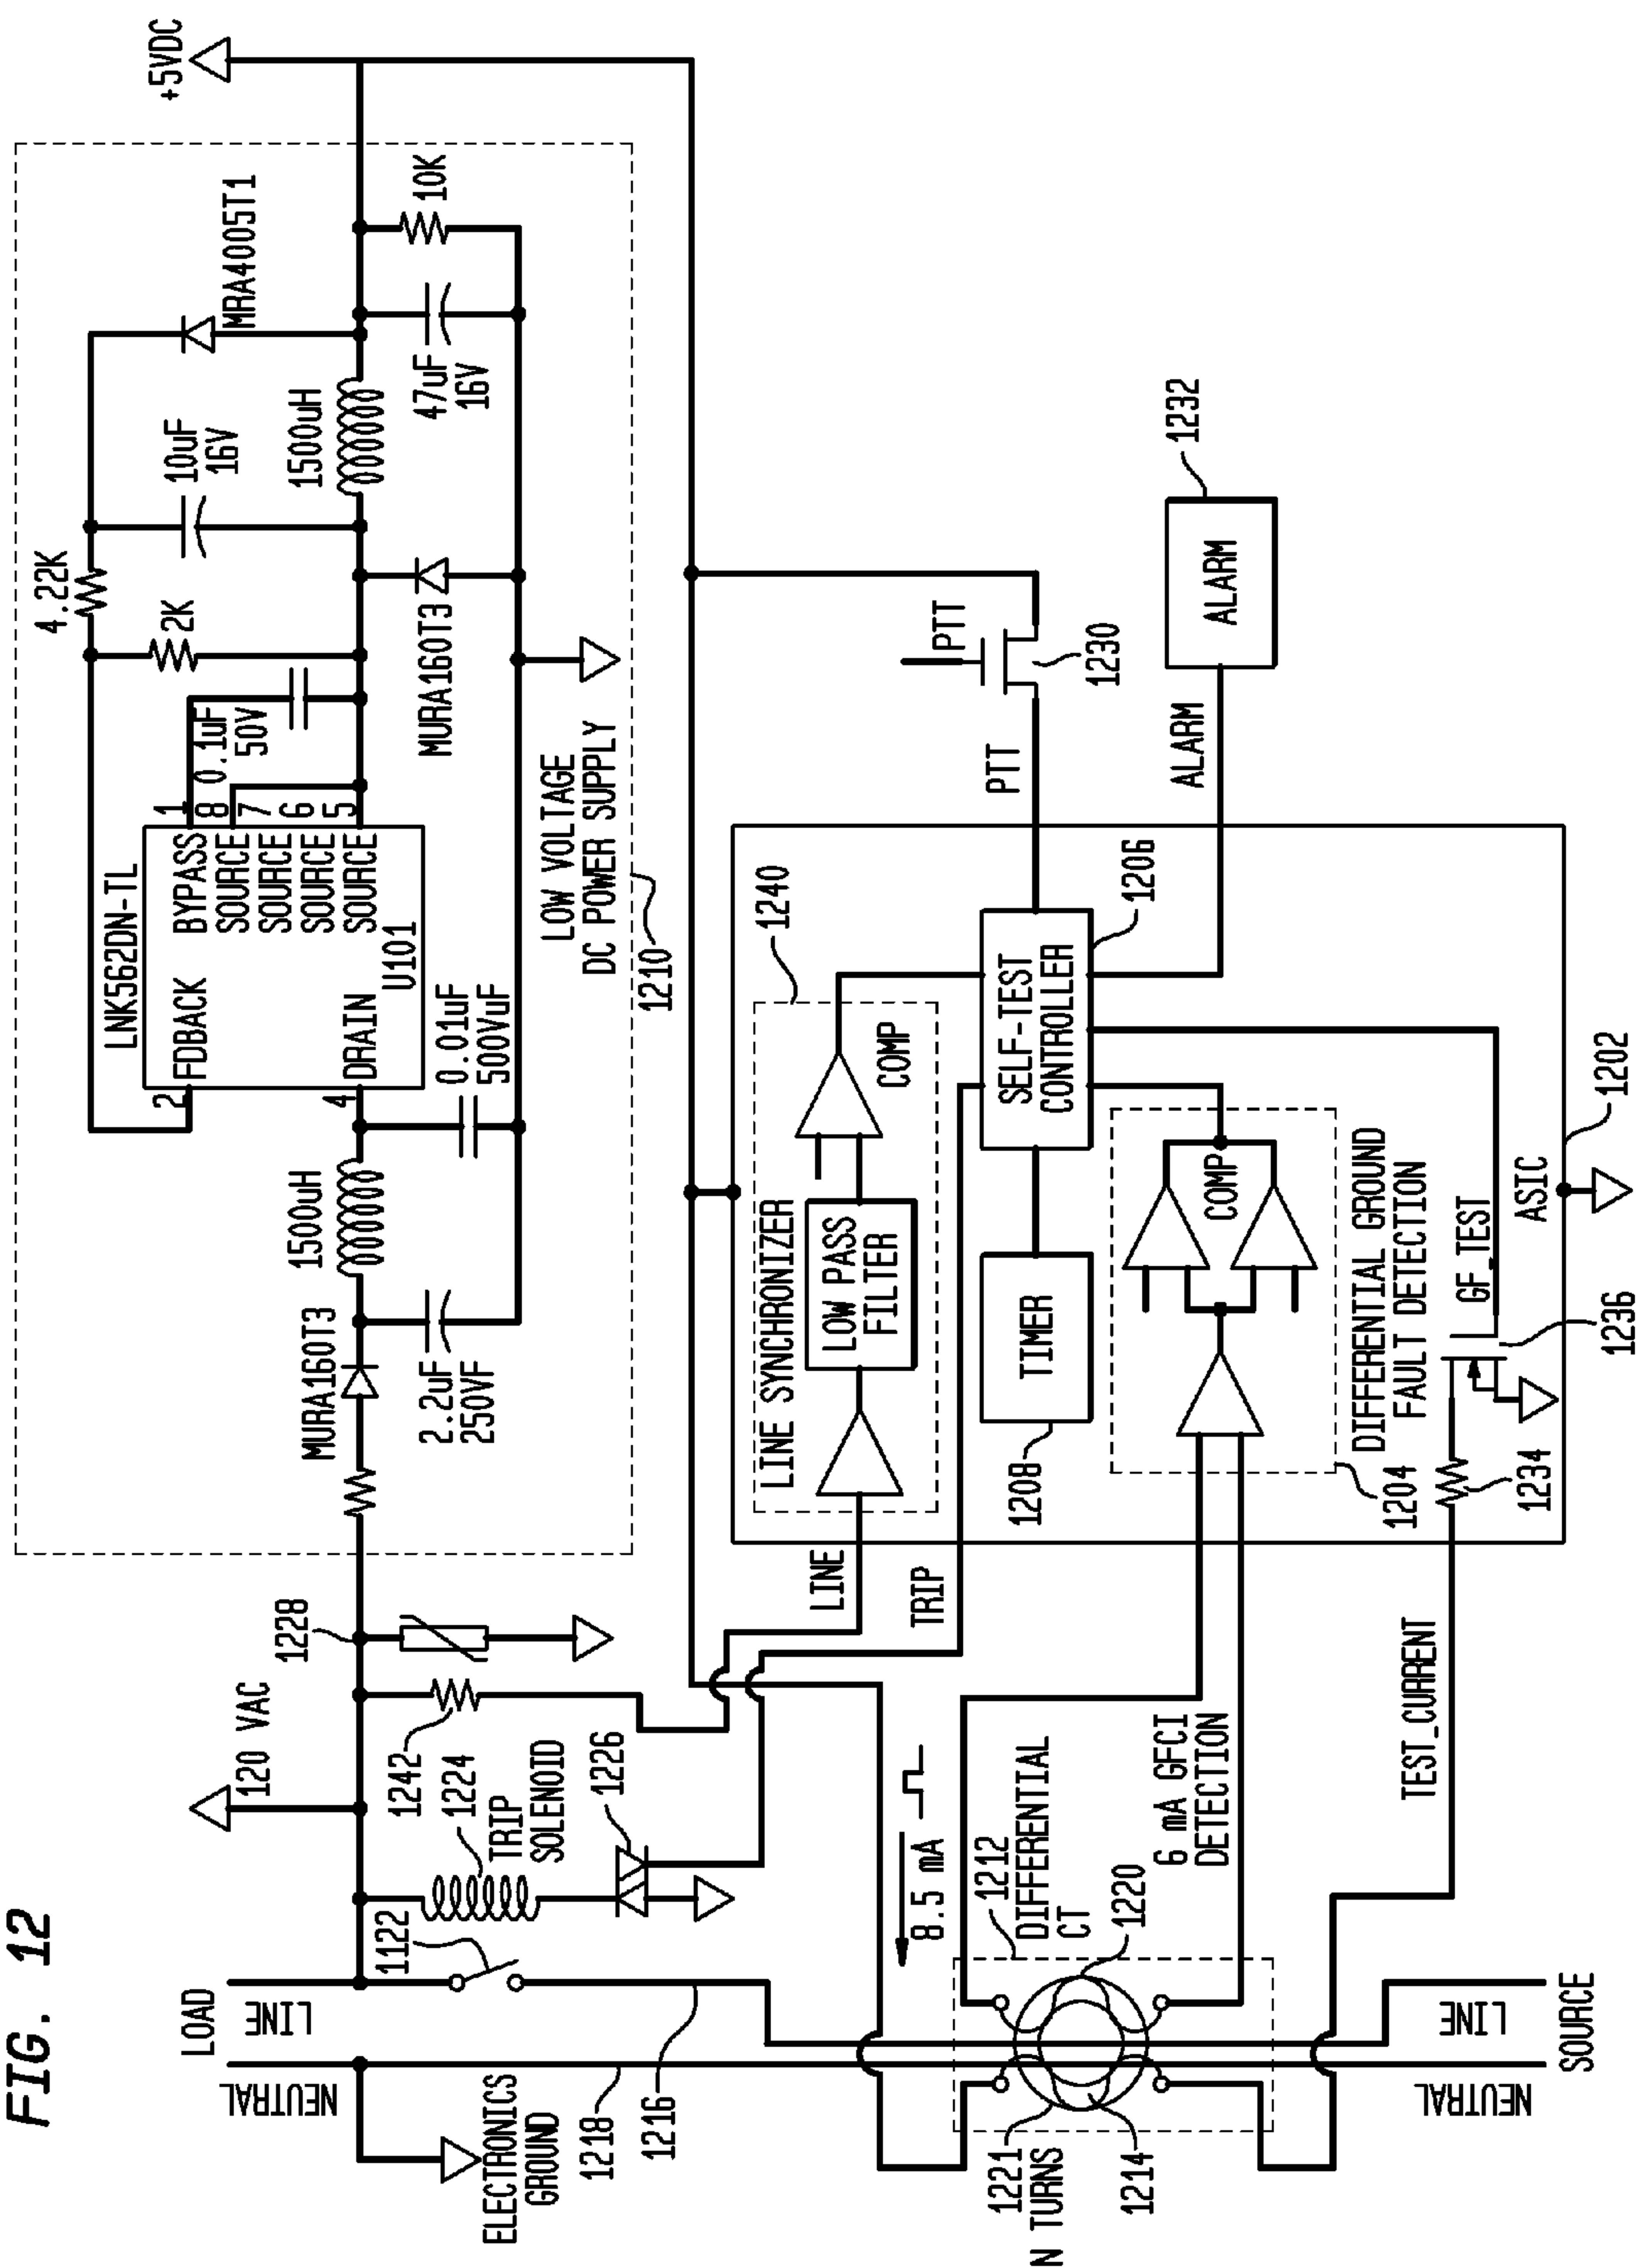 FIG. 12
LOAD
LINE
NEUTRAL
ELECTRONICS
GROUND
1218
1216
1122
120 VAC
1228
1242
1224
TRIP
SOLENOID
1226
LNK562DN-TL
FDBACK
DRAIN
BYPASS
SOURCE
SOURCE
SOURCE
SOURCE
U101
2
4
1
8
7
6
5
MURA160T3
1500uH
2.2uF
250VF
0.01uF
500VuF
0.1uF
50V
2K
4.22K
10uF
16V
MURA160T3
1500uH
MRA4005T1
47uF
16V
10K
+5VDC
LOW VOLTAGE
DC POWER SUPPLY
1210
LINE
TRIP
LINE SYNCHRONIZER
LOW PASS
FILTER
COMP
1240
TIMER
1208
SELF-TEST
CONTROLLER
1206
PTT
PTT
1230
ALARM
ALARM
1232
8.5 mA
1212
DIFFERENTIAL
CT
1220
6 mA GFCI
DETECTION
COMP
DIFFERENTIAL GROUND
FAULT DETECTION
1204
TEST_CURRENT
1234
GF_TEST
1236
ASIC
1202
1221
N TURNS
1214
LINE
NEUTRAL
SOURCE